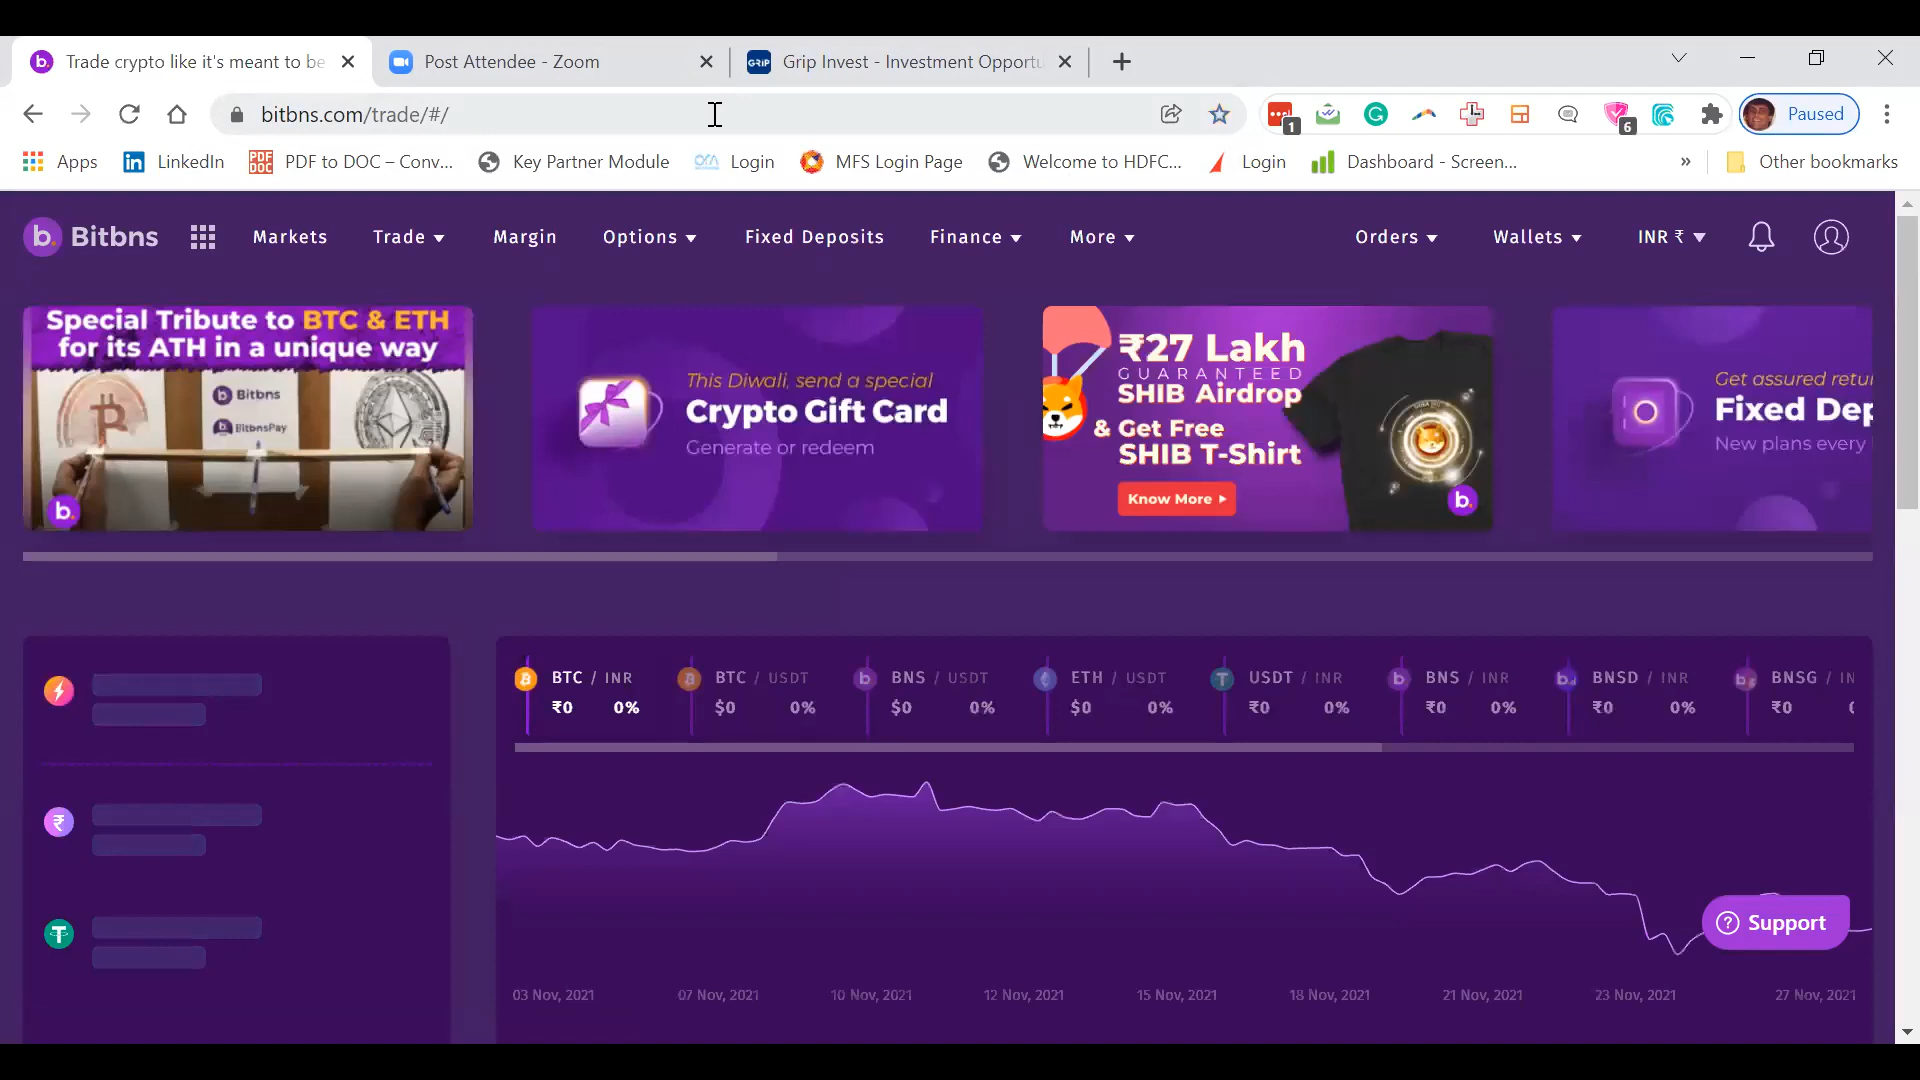 Trade crypto like it's meant to be
Post Attendee - Zoom
GRIP
Grip Invest - Investment Opportu
bitbns.com/trade/#/
1
6
Paused
Apps
LinkedIn
PDF DOC
PDF to DOC – Conv...
Key Partner Module
Login
MFS Login Page
Welcome to HDFC...
Login
Dashboard - Screen...
»
Other bookmarks
b. Bitbns
Markets
Trade
Margin
Options
Fixed Deposits
Finance
More
Orders
Wallets
INR ₹
Special Tribute to BTC & ETH
for its ATH in a unique way
Bitbns
BitbnsPay
b.
This Diwali, send a special
Crypto Gift Card
Generate or redeem
₹27 Lakh
GUARANTEED
SHIB Airdrop
& Get Free
SHIB T-Shirt
Know More
b.
Get assured retu
Fixed Dep
New plans every
BTC / INR
₹0 0%
BTC / USDT
$0 0%
BNS / USDT
$0 0%
ETH / USDT
$0 0%
USDT / INR
₹0 0%
BNS / INR
₹0 0%
BNSD / INR
₹0 0%
BNSG / IN
₹0
Support
03 Nov, 2021
07 Nov, 2021
10 Nov, 2021
12 Nov, 2021
15 Nov, 2021
18 Nov, 2021
21 Nov, 2021
23 Nov, 2021
27 Nov, 2021